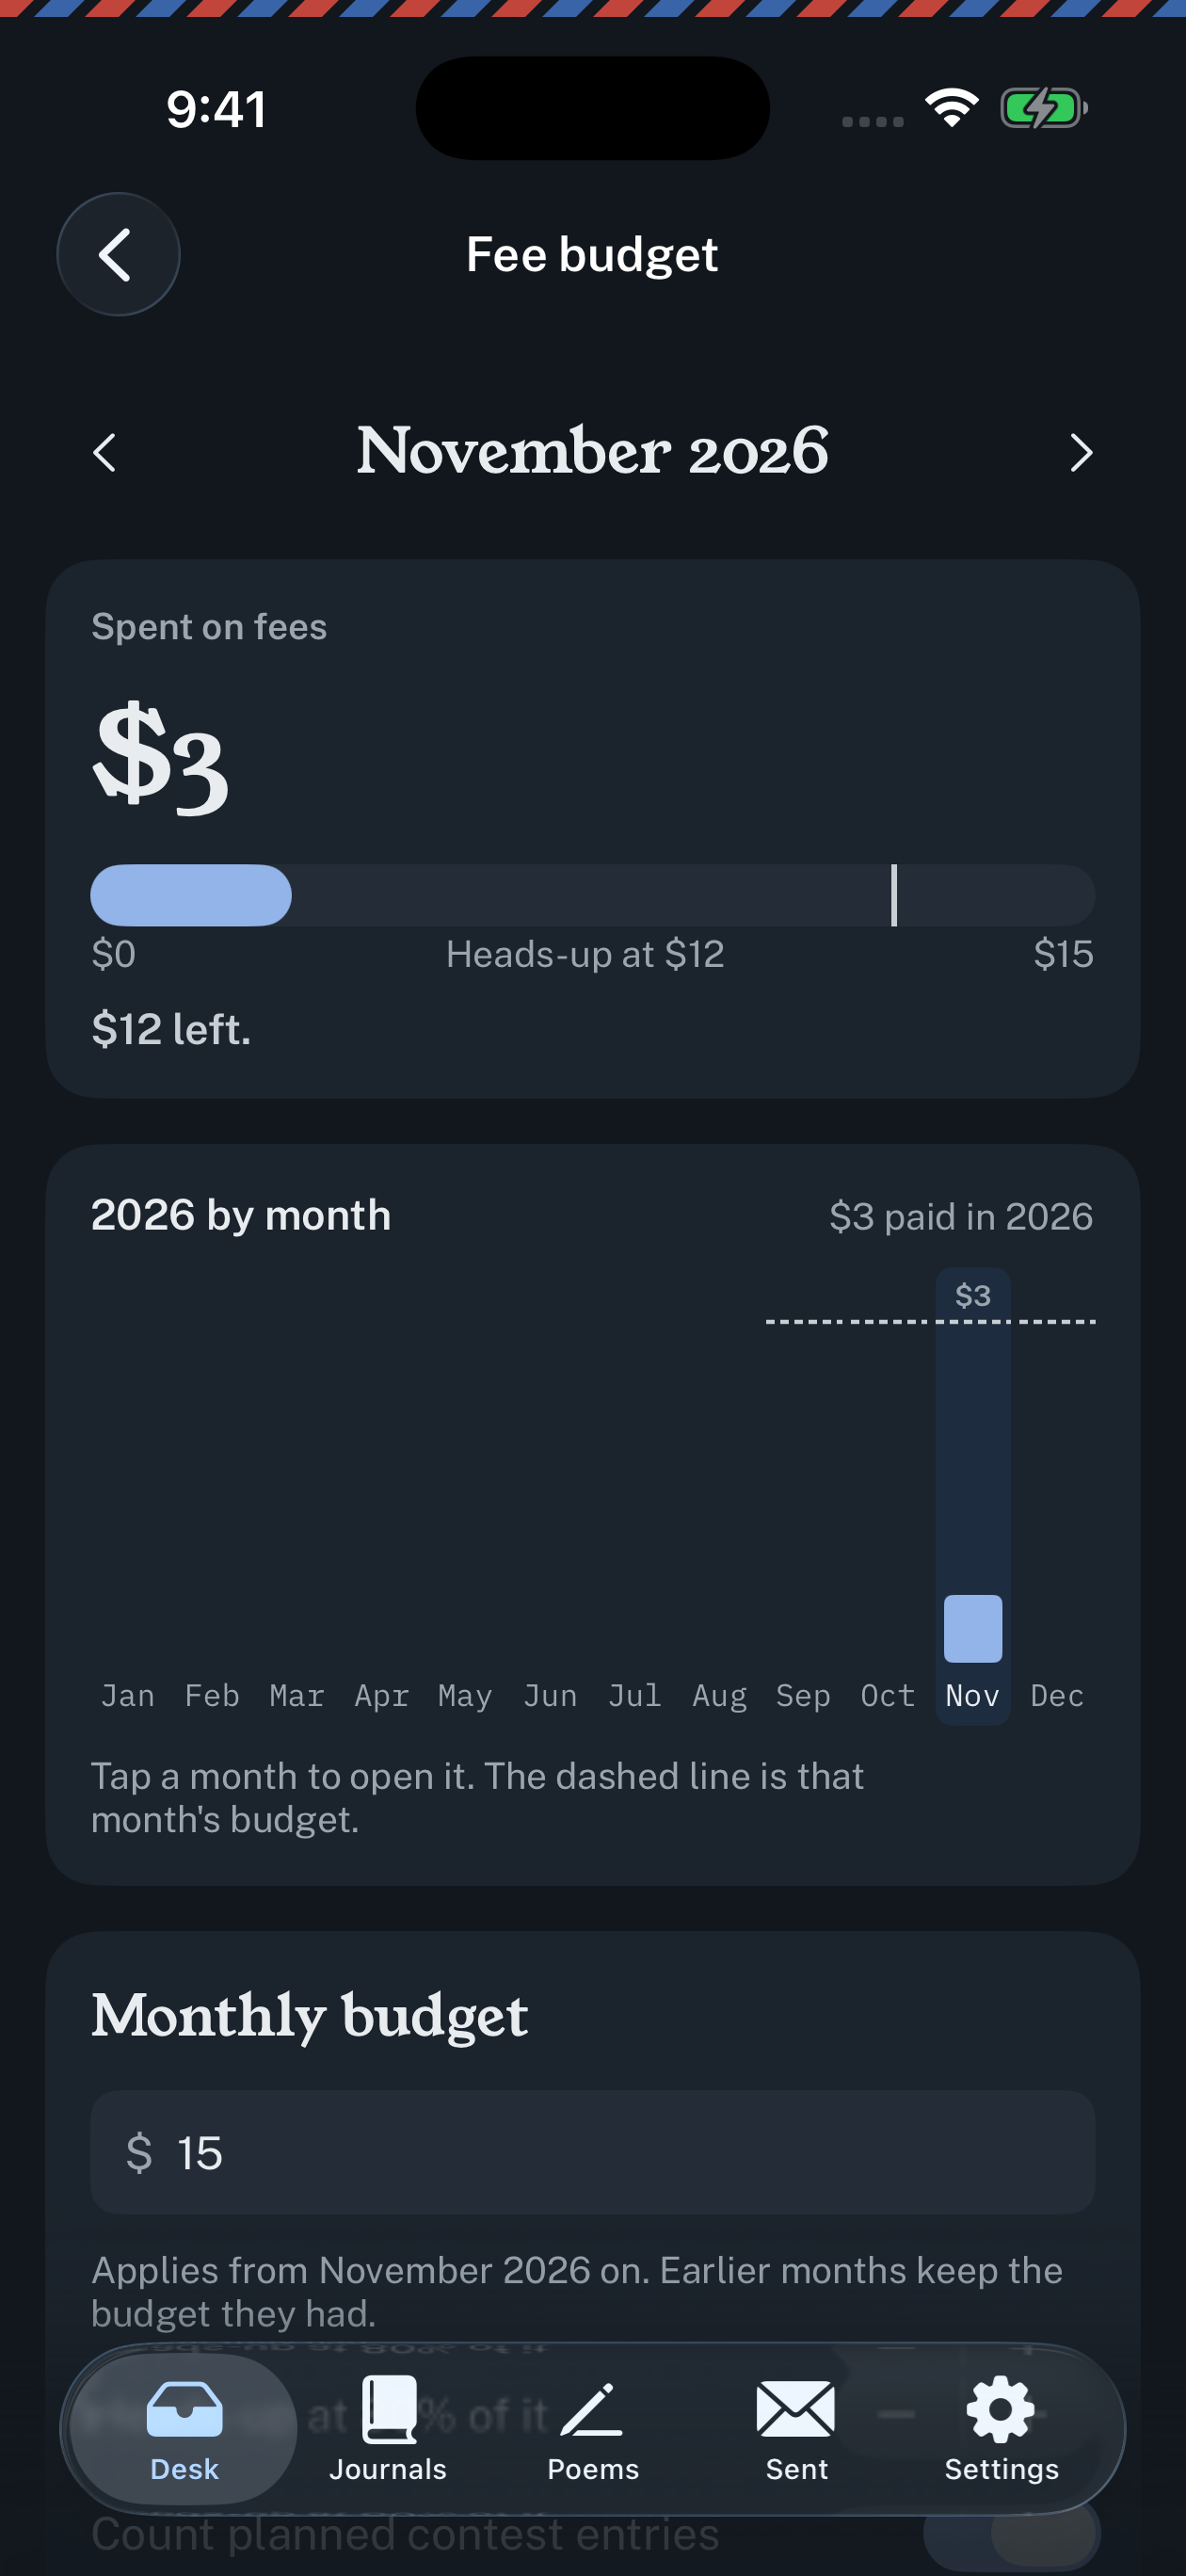 9:41
Fee budget
November 2026
Spent on fees
$3
$0 Heads-up at $12 $15
$12 left.
2026 by month $3 paid in 2026
$3
Jan Feb Mar Apr May Jun Jul Aug Sep Oct Nov Dec
Tap a month to open it. The dashed line is that
month's budget.
Monthly budget
$ 15
Applies from November 2026 on. Earlier months keep the
budget they had.
at % of it
Desk Journals Poems Sent Settings
Count planned contest entries